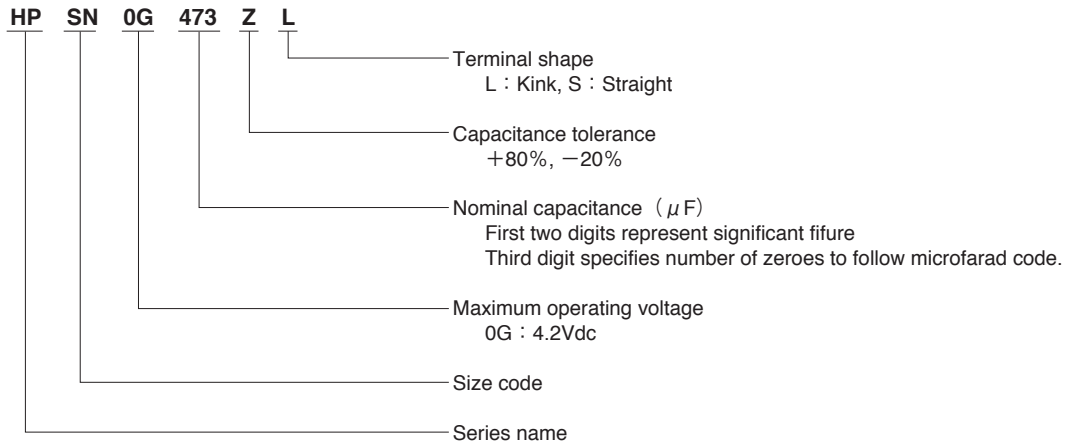 HP SN 0G 473 Z L
Terminal shape
L：Kink, S：Straight
Capacitance tolerance
＋80％, －20％
Nominal capacitance（μF）
First two digits represent significant fifure
Third digit specifies number of zeroes to follow microfarad code.
Maximum operating voltage
0G：4.2Vdc
Size code
Series name